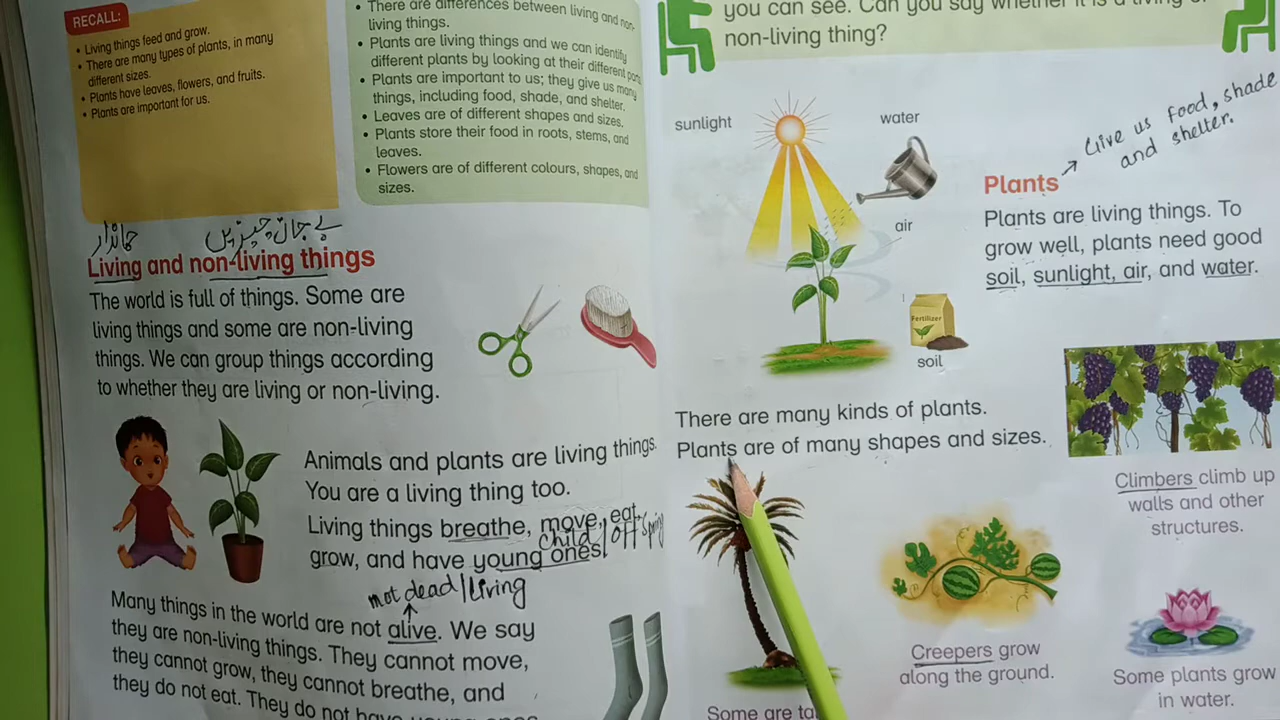 RECALL:
• Living things feed and grow.
• There are many types of plants, in many
different sizes.
• Plants have leaves, flowers, and fruits.
• Plants are important for us.
• There are differences between living and non-
living things.
• Plants are living things and we can identify
different plants by looking at their different parts
• Plants are important to us; they give us many
things, including food, shade, and shelter.
• Leaves are of different shapes and sizes.
• Plants store their food in roots, stems, and
leaves.
• Flowers are of different colours, shapes, and
sizes.
جاندار بے جان چیزیں
Living and non-living things
The world is full of things. Some are
living things and some are non-living
things. We can group things according
to whether they are living or non-living.
Animals and plants are living things.
You are a living thing too.
Living things breathe, move, eat,
child/offspring
grow, and have young ones.
not dead/living
Many things in the world are not alive. We say
they are non-living things. They cannot move,
they cannot grow, they cannot breathe, and
they do not eat. They do not have young ones
you can see. Can you say whether it is a living or
non-living thing?
sunlight
water
air
Fertilizer
soil
→ Give us food, shade
and shelter.
Plants
Plants are living things. To
grow well, plants need good
soil, sunlight, air, and water.
There are many kinds of plants.
Plants are of many shapes and sizes.
Climbers climb up
walls and other
structures.
Creepers grow
along the ground.
Some plants grow
in water.
Some are